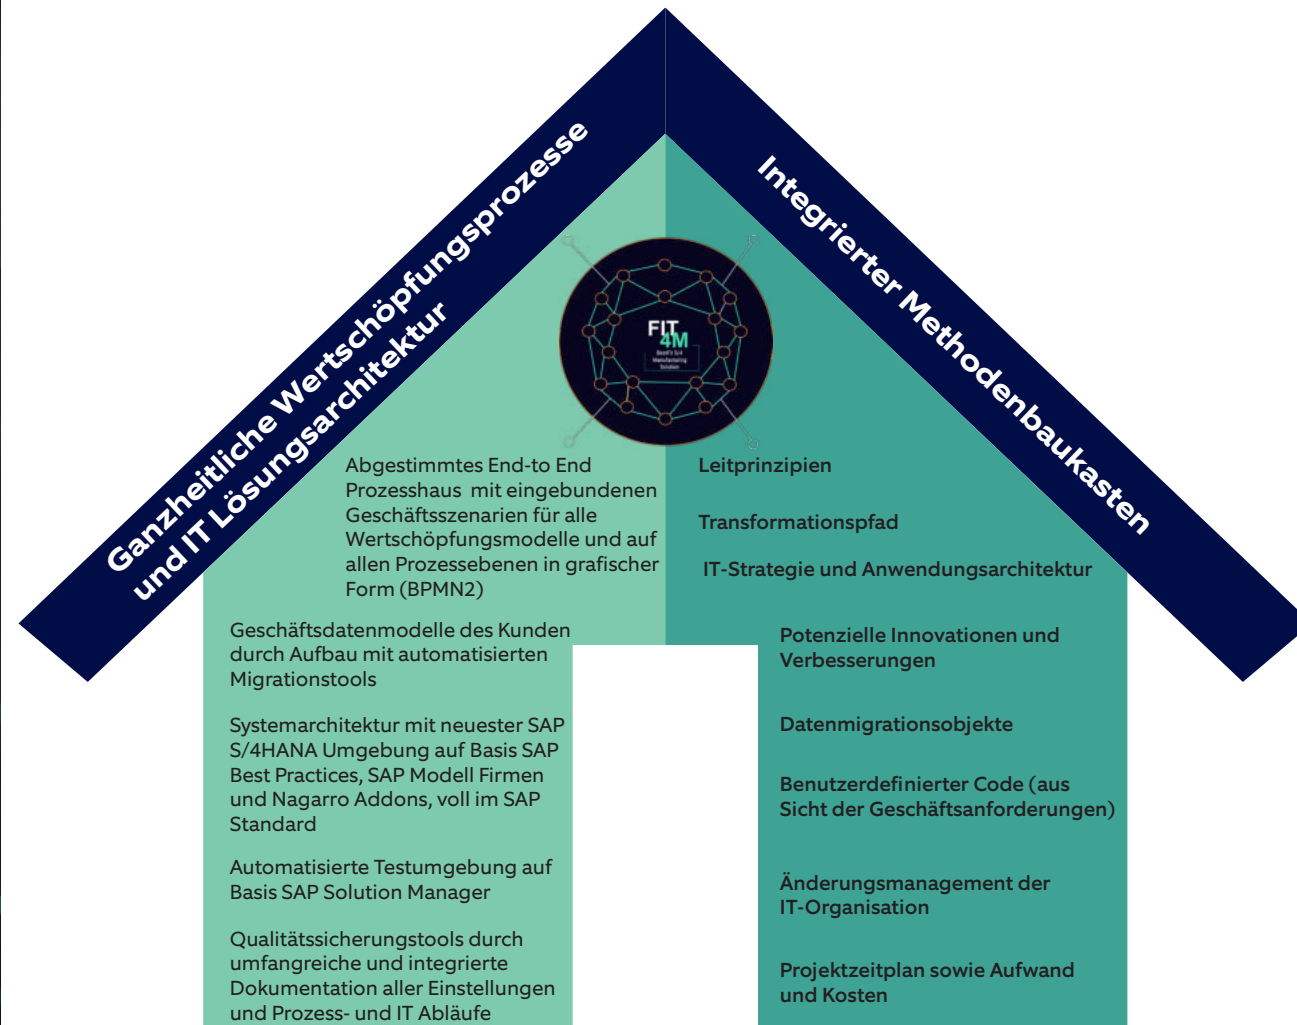 Ganzheitliche Wertschöpfungsprozesse
und IT Lösungsarchitektur
Integrierter Methodenbaukasten
FIT
4M
BestFit S/4
Manufacturing
Solution
Abgestimmtes End-to End
Prozesshaus mit eingebundenen
Geschäftsszenarien für alle
Wertschöpfungsmodelle und auf
allen Prozessebenen in grafischer
Form (BPMN2)
Geschäftsdatenmodelle des Kunden
durch Aufbau mit automatisierten
Migrationstools
Systemarchitektur mit neuester SAP
S/4HANA Umgebung auf Basis SAP
Best Practices, SAP Modell Firmen
und Nagarro Addons, voll im SAP
Standard
Automatisierte Testumgebung auf
Basis SAP Solution Manager
Qualitätssicherungstools durch
umfangreiche und integrierte
Dokumentation aller Einstellungen
und Prozess- und IT Abläufe
Leitprinzipien
Transformationspfad
IT-Strategie und Anwendungsarchitektur
Potenzielle Innovationen und
Verbesserungen
Datenmigrationsobjekte
Benutzerdefinierter Code (aus
Sicht der Geschäftsanforderungen)
Änderungsmanagement der
IT-Organisation
Projektzeitplan sowie Aufwand
und Kosten